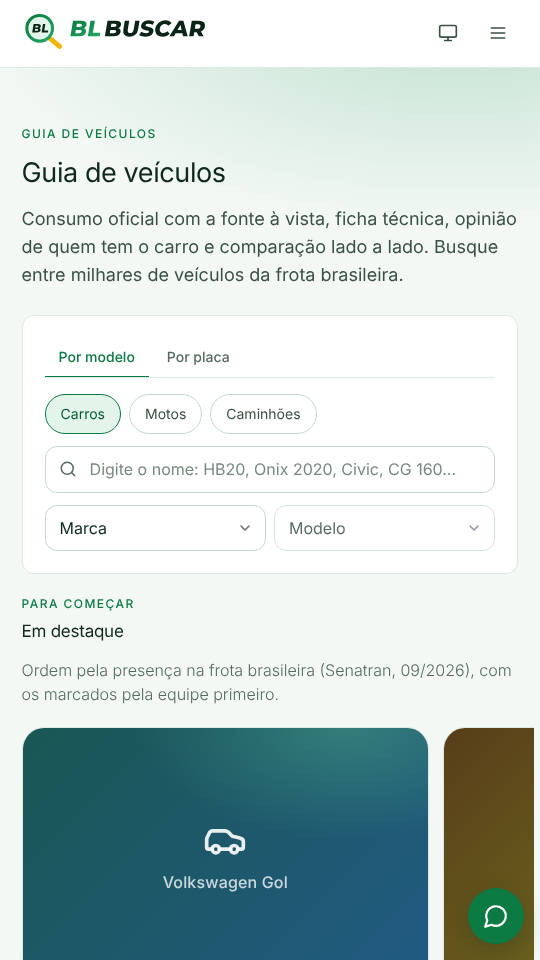 BL BL BUSCAR
GUIA DE VEÍCULOS
Guia de veículos
Consumo oficial com a fonte à vista, ficha técnica, opinião
de quem tem o carro e comparação lado a lado. Busque
entre milhares de veículos da frota brasileira.
Por modelo Por placa
Carros Motos Caminhões
Digite o nome: HB20, Onix 2020, Civic, CG 160...
Marca Modelo
PARA COMEÇAR
Em destaque
Ordem pela presença na frota brasileira (Senatran, 09/2026), com
os marcados pela equipe primeiro.
Volkswagen Gol